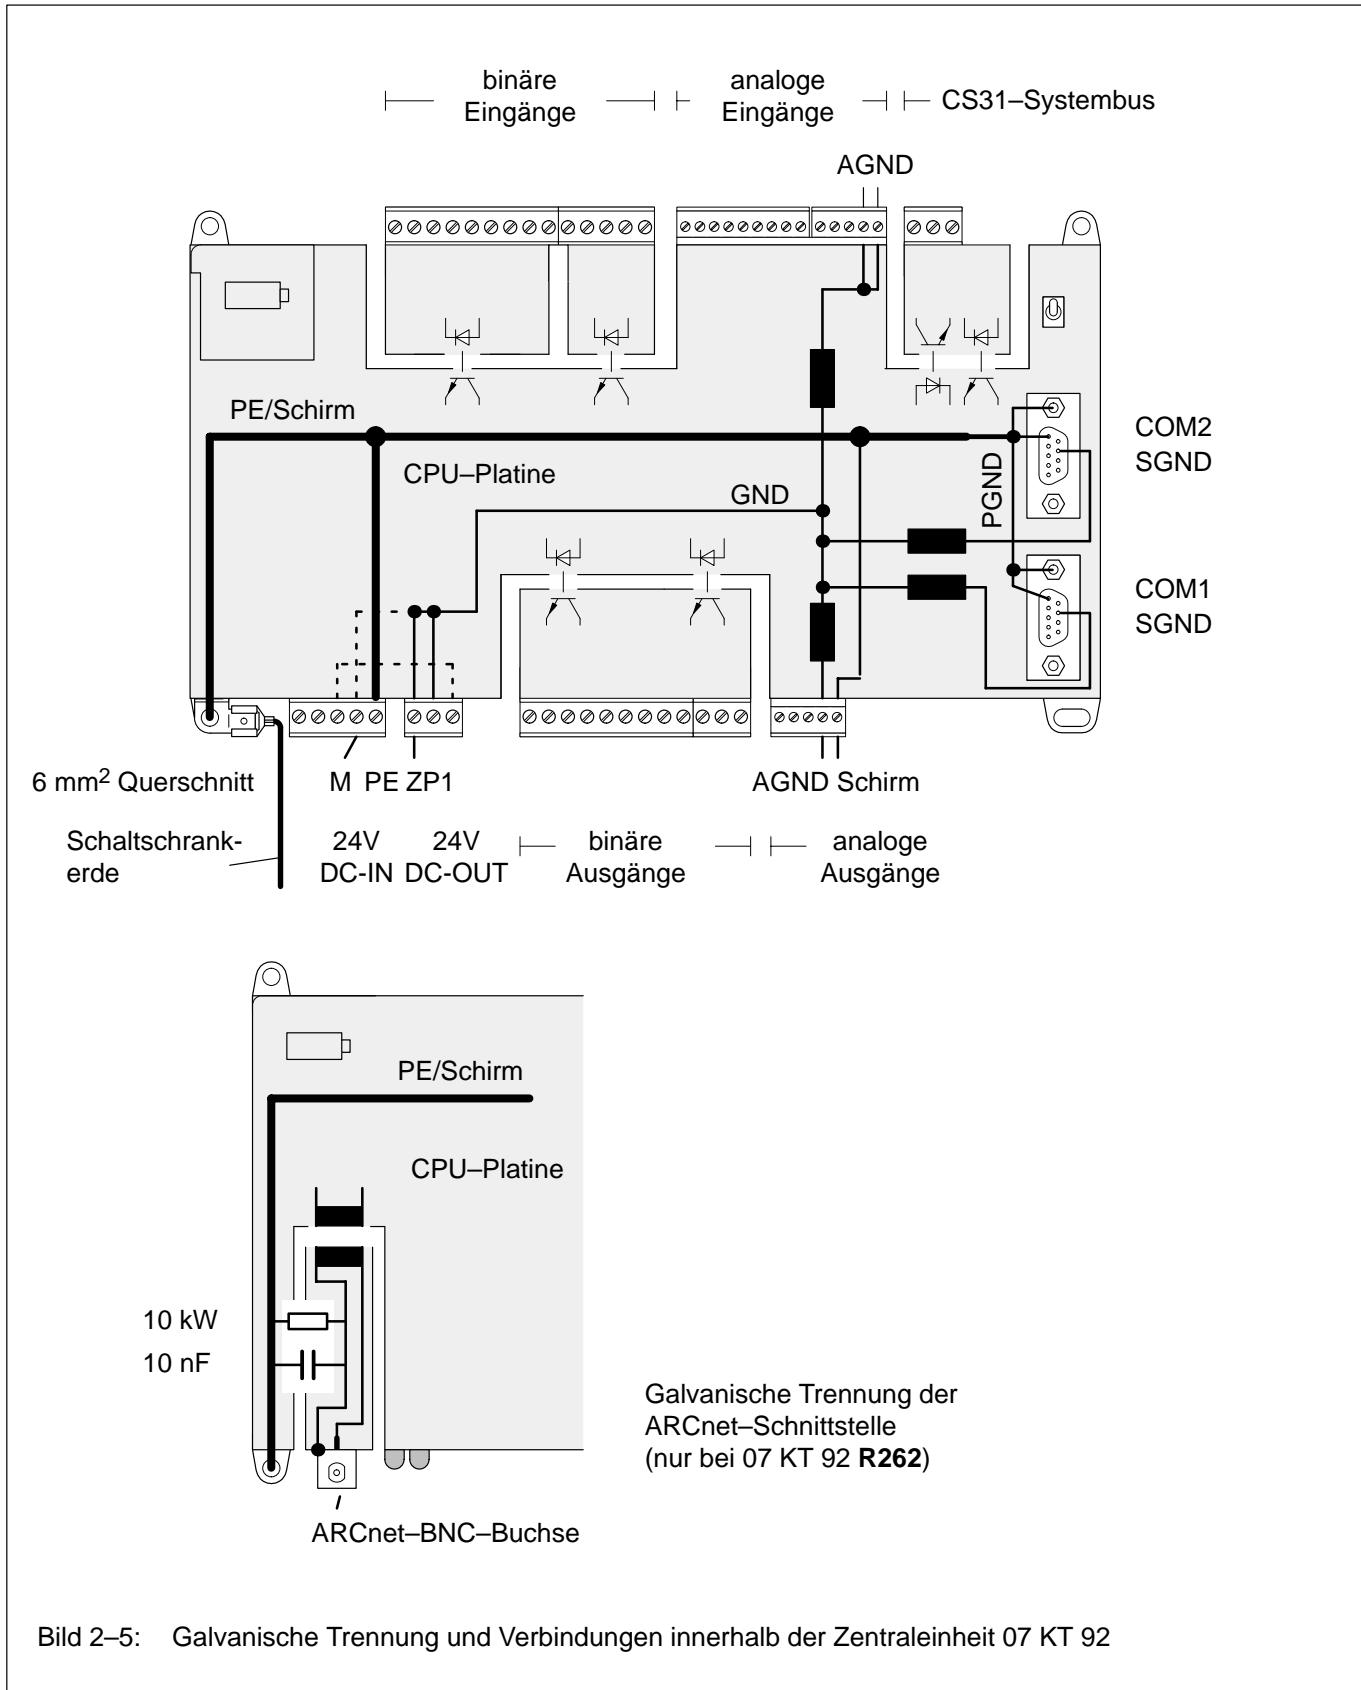 binäre
Eingänge
analoge
Eingänge
CS31–Systembus
AGND
PE/Schirm
CPU–Platine
GND
PGND
COM2
SGND
COM1
SGND
6 mm2 Querschnitt
M PE ZP1
AGND Schirm
Schaltschrank-
erde
24V
DC-IN
24V
DC-OUT
binäre
Ausgänge
analoge
Ausgänge
PE/Schirm
CPU–Platine
10 kW
10 nF
Galvanische Trennung der
ARCnet–Schnittstelle
(nur bei 07 KT 92 R262)
ARCnet–BNC–Buchse
Bild 2–5: Galvanische Trennung und Verbindungen innerhalb der Zentraleinheit 07 KT 92